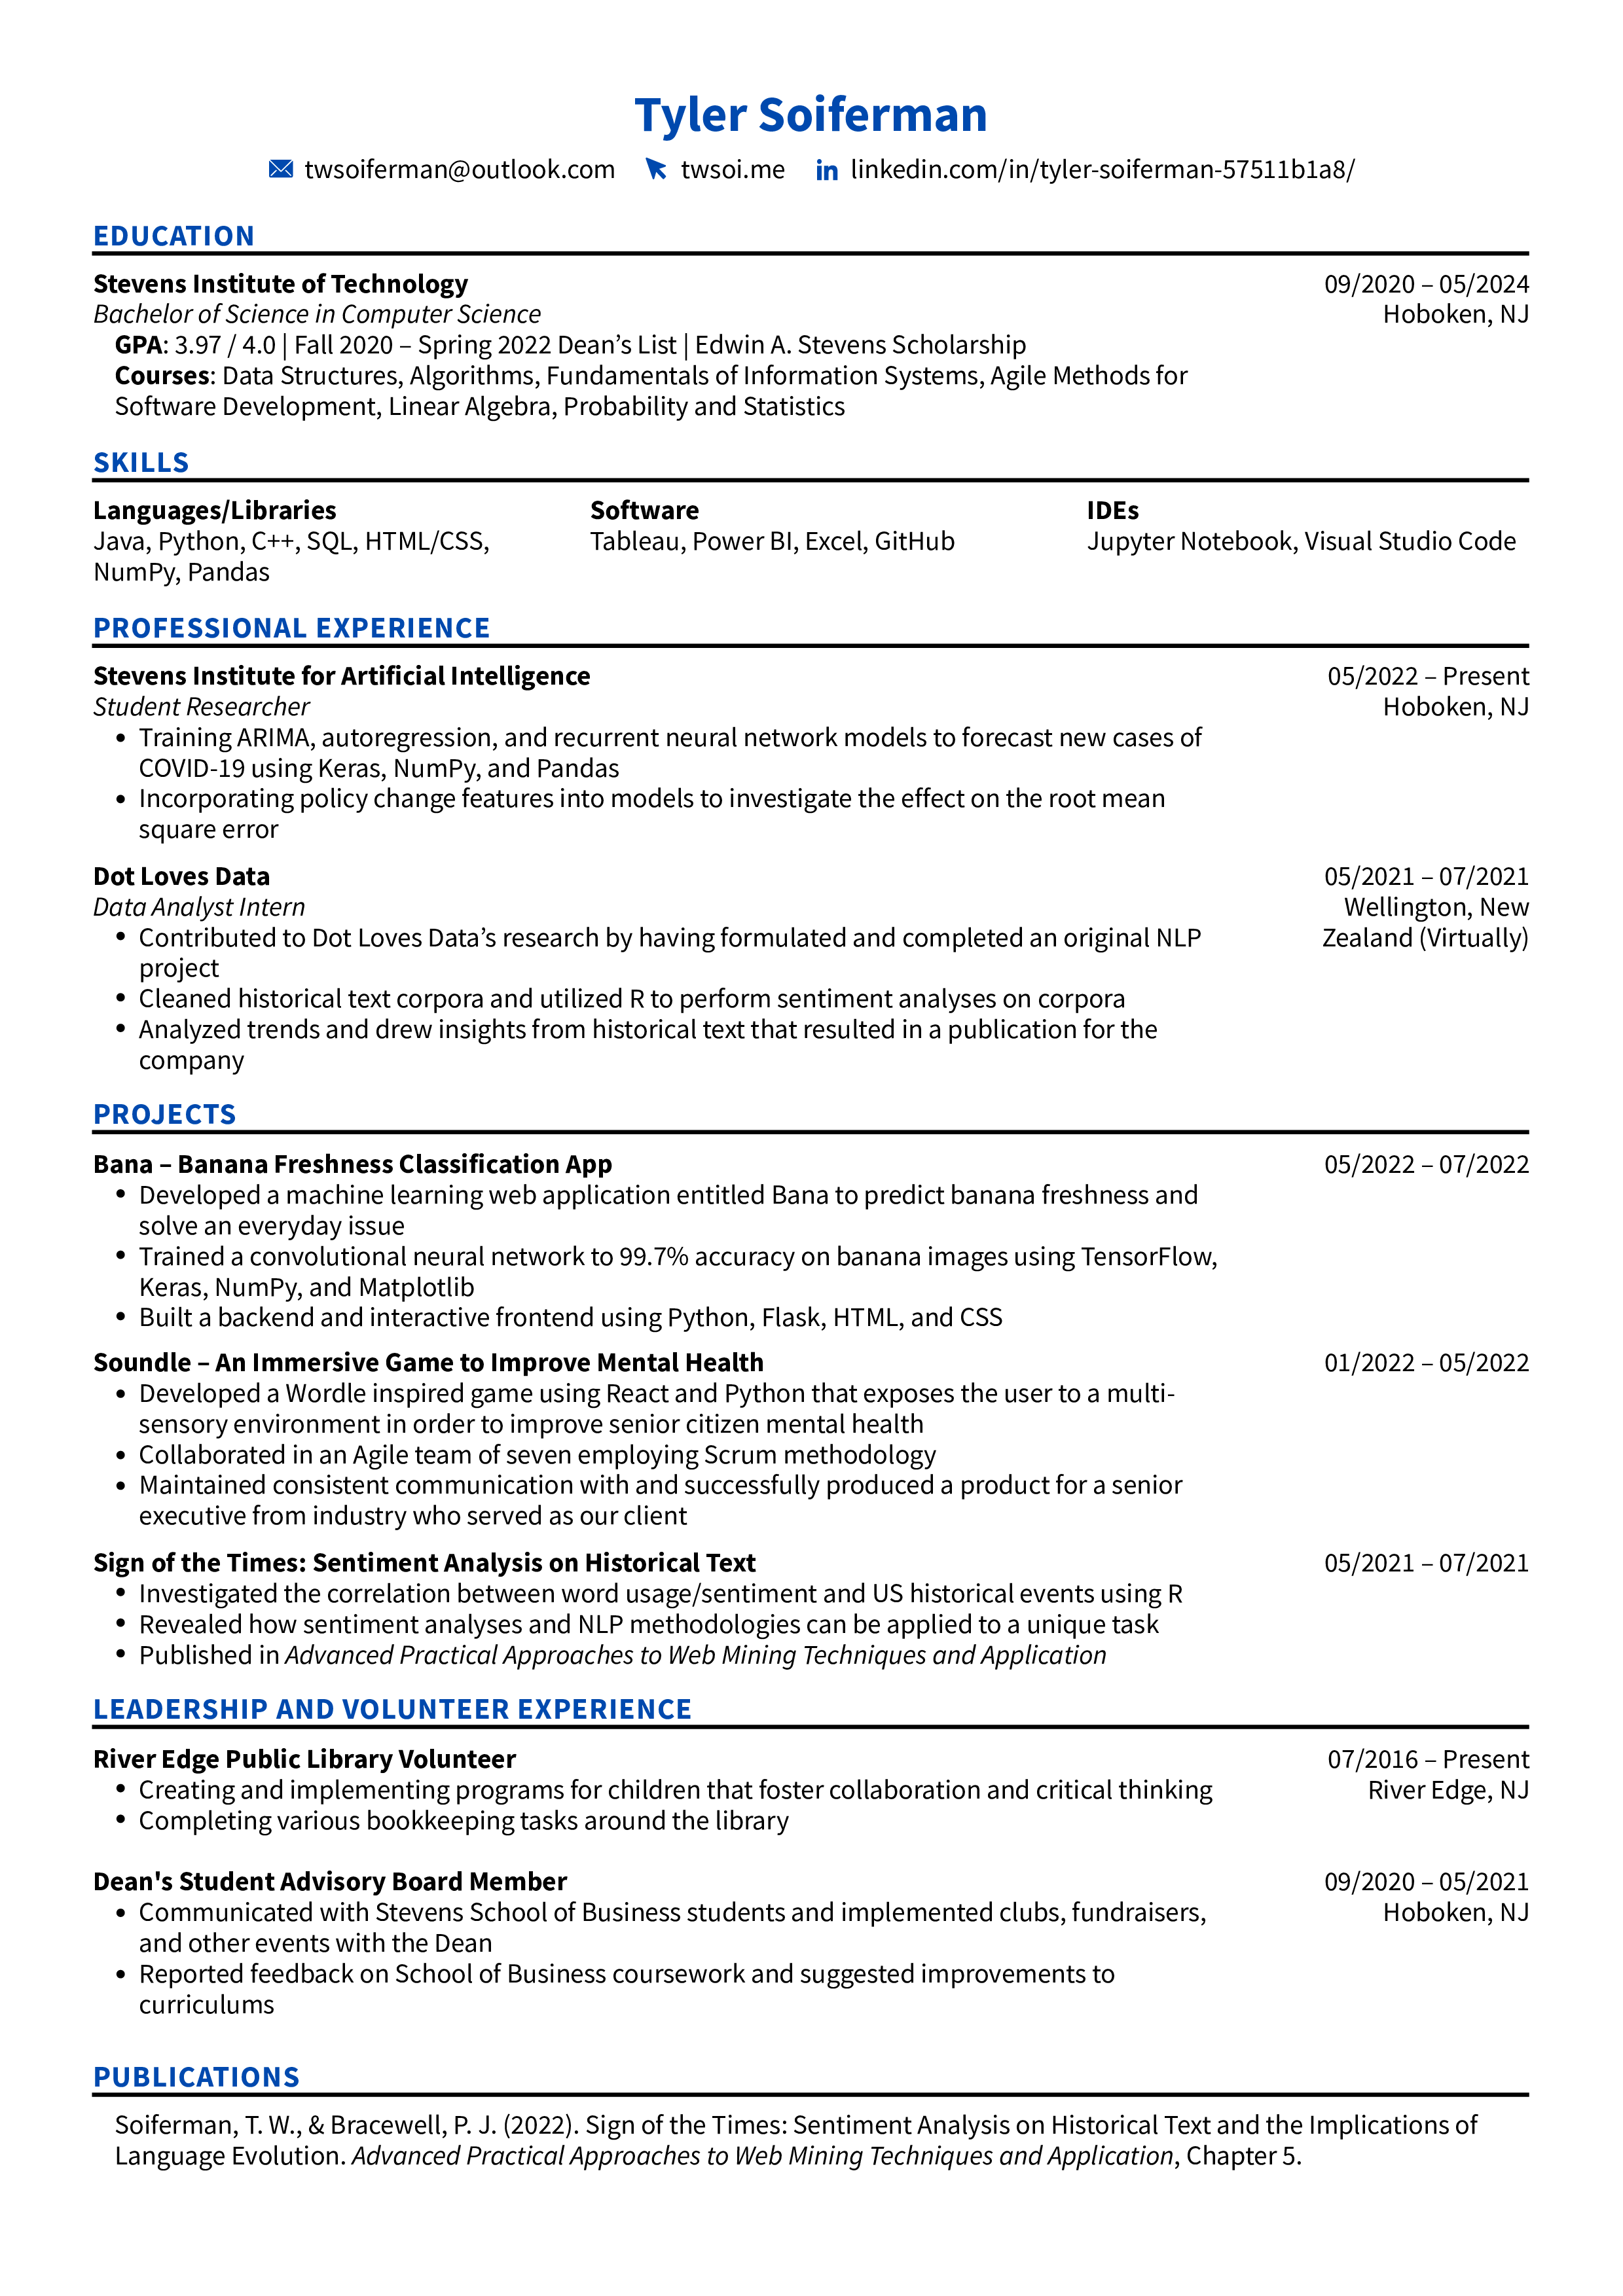 Tyler Soiferman
twsoiferman@outlook.com twsoi.me linkedin.com/in/tyler-soiferman-57511b1a8/
EDUCATION
Stevens Institute of Technology 09/2020 – 05/2024
Bachelor of Science in Computer Science Hoboken, NJ
GPA: 3.97 / 4.0 | Fall 2020 – Spring 2022 Dean’s List | Edwin A. Stevens Scholarship
Courses: Data Structures, Algorithms, Fundamentals of Information Systems, Agile Methods for
Software Development, Linear Algebra, Probability and Statistics
SKILLS
Languages/Libraries
Java, Python, C++, SQL, HTML/CSS,
NumPy, Pandas
Software
Tableau, Power BI, Excel, GitHub
IDEs
Jupyter Notebook, Visual Studio Code
PROFESSIONAL EXPERIENCE
Stevens Institute for Artificial Intelligence 05/2022 – Present
Student Researcher Hoboken, NJ
• Training ARIMA, autoregression, and recurrent neural network models to forecast new cases of
COVID-19 using Keras, NumPy, and Pandas
• Incorporating policy change features into models to investigate the effect on the root mean
square error
Dot Loves Data 05/2021 – 07/2021
Data Analyst Intern Wellington, New
• Contributed to Dot Loves Data’s research by having formulated and completed an original NLP Zealand (Virtually)
project
• Cleaned historical text corpora and utilized R to perform sentiment analyses on corpora
• Analyzed trends and drew insights from historical text that resulted in a publication for the
company
PROJECTS
Bana – Banana Freshness Classification App 05/2022 – 07/2022
• Developed a machine learning web application entitled Bana to predict banana freshness and
solve an everyday issue
• Trained a convolutional neural network to 99.7% accuracy on banana images using TensorFlow,
Keras, NumPy, and Matplotlib
• Built a backend and interactive frontend using Python, Flask, HTML, and CSS
Soundle – An Immersive Game to Improve Mental Health 01/2022 – 05/2022
• Developed a Wordle inspired game using React and Python that exposes the user to a multi-
sensory environment in order to improve senior citizen mental health
• Collaborated in an Agile team of seven employing Scrum methodology
• Maintained consistent communication with and successfully produced a product for a senior
executive from industry who served as our client
Sign of the Times: Sentiment Analysis on Historical Text 05/2021 – 07/2021
• Investigated the correlation between word usage/sentiment and US historical events using R
• Revealed how sentiment analyses and NLP methodologies can be applied to a unique task
• Published in Advanced Practical Approaches to Web Mining Techniques and Application
LEADERSHIP AND VOLUNTEER EXPERIENCE
River Edge Public Library Volunteer 07/2016 – Present
• Creating and implementing programs for children that foster collaboration and critical thinking River Edge, NJ
• Completing various bookkeeping tasks around the library
Dean's Student Advisory Board Member 09/2020 – 05/2021
• Communicated with Stevens School of Business students and implemented clubs, fundraisers, Hoboken, NJ
and other events with the Dean
• Reported feedback on School of Business coursework and suggested improvements to
curriculums
PUBLICATIONS
Soiferman, T. W., & Bracewell, P. J. (2022). Sign of the Times: Sentiment Analysis on Historical Text and the Implications of
Language Evolution. Advanced Practical Approaches to Web Mining Techniques and Application, Chapter 5.